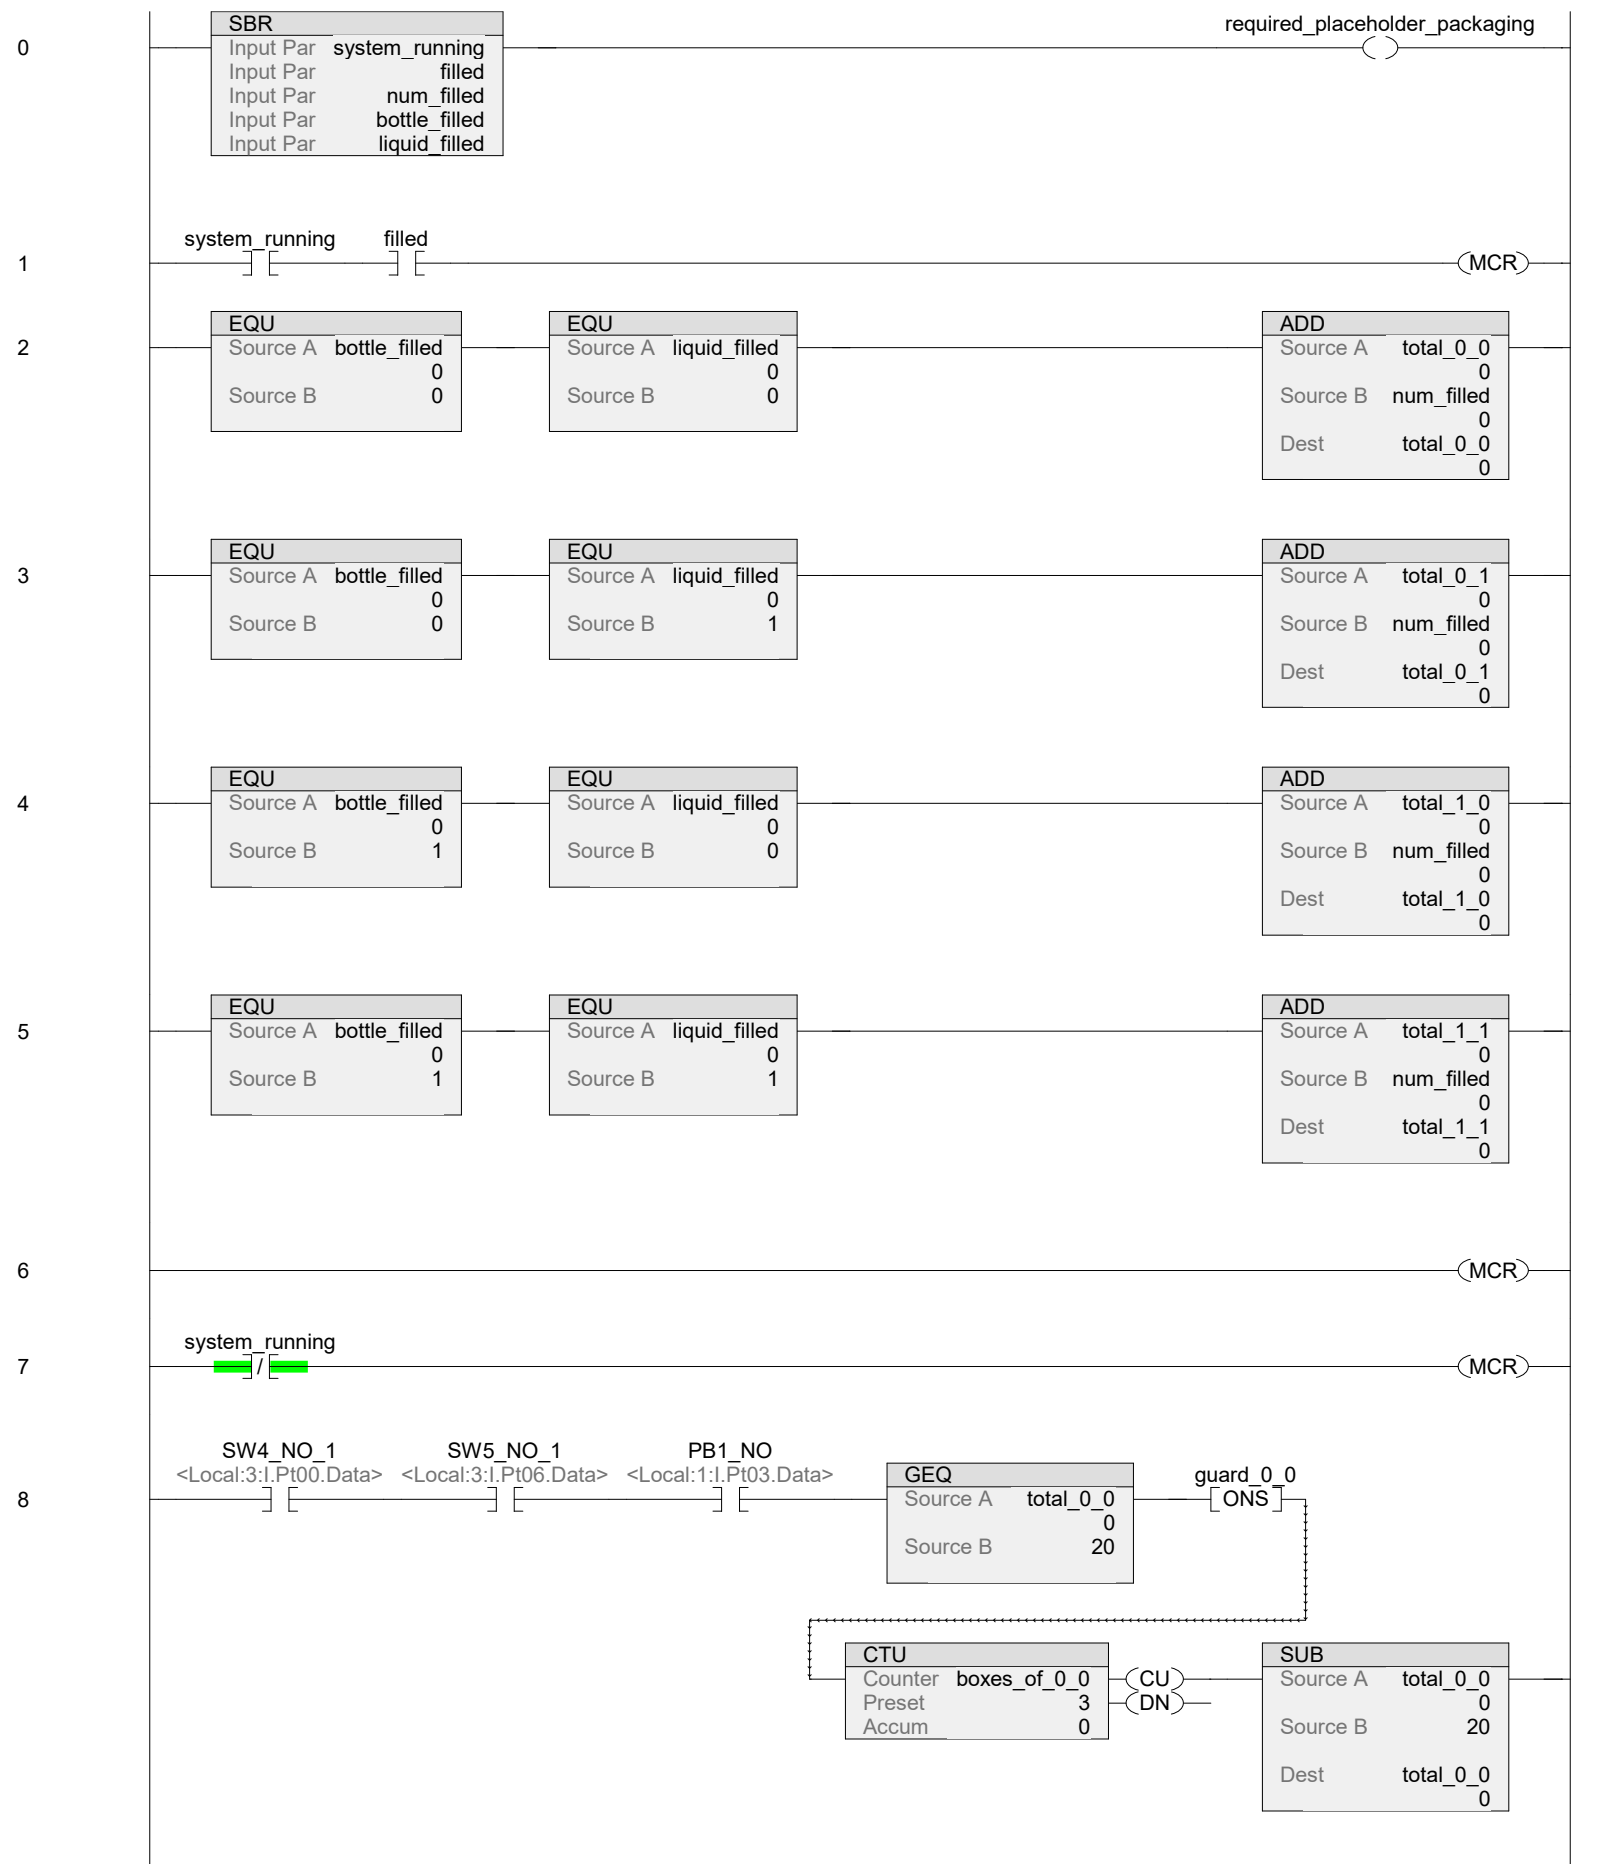 SBR
required_placeholder_packaging
0
Input Par system_running
Input Par filled
Input Par num_filled
Input Par bottle_filled
Input Par liquid_filled
system_running filled
1 MCR
EQU EQU ADD
2 Source A bottle_filled Source A liquid_filled Source A total_0_0
0 0 0
Source B 0 Source B 0 Source B num_filled
0
Dest total_0_0
0
EQU EQU ADD
3 Source A bottle_filled Source A liquid_filled Source A total_0_1
0 0 0
Source B 0 Source B 1 Source B num_filled
0
Dest total_0_1
0
EQU EQU ADD
4 Source A bottle_filled Source A liquid_filled Source A total_1_0
0 0 0
Source B 1 Source B 0 Source B num_filled
0
Dest total_1_0
0
EQU EQU ADD
5 Source A bottle_filled Source A liquid_filled Source A total_1_1
0 0 0
Source B 1 Source B 1 Source B num_filled
0
Dest total_1_1
0
6 MCR
system_running
7 / MCR
SW4_NO_1 SW5_NO_1 PB1_NO
<Local:3:I.Pt00.Data> <Local:3:I.Pt06.Data> <Local:1:I.Pt03.Data> GEQ guard_0_0
8 Source A total_0_0 ONS
0
Source B 20
CTU SUB
Counter boxes_of_0_0 CU Source A total_0_0
Preset 3 DN 0
Accum 0 Source B 20
Dest total_0_0
0